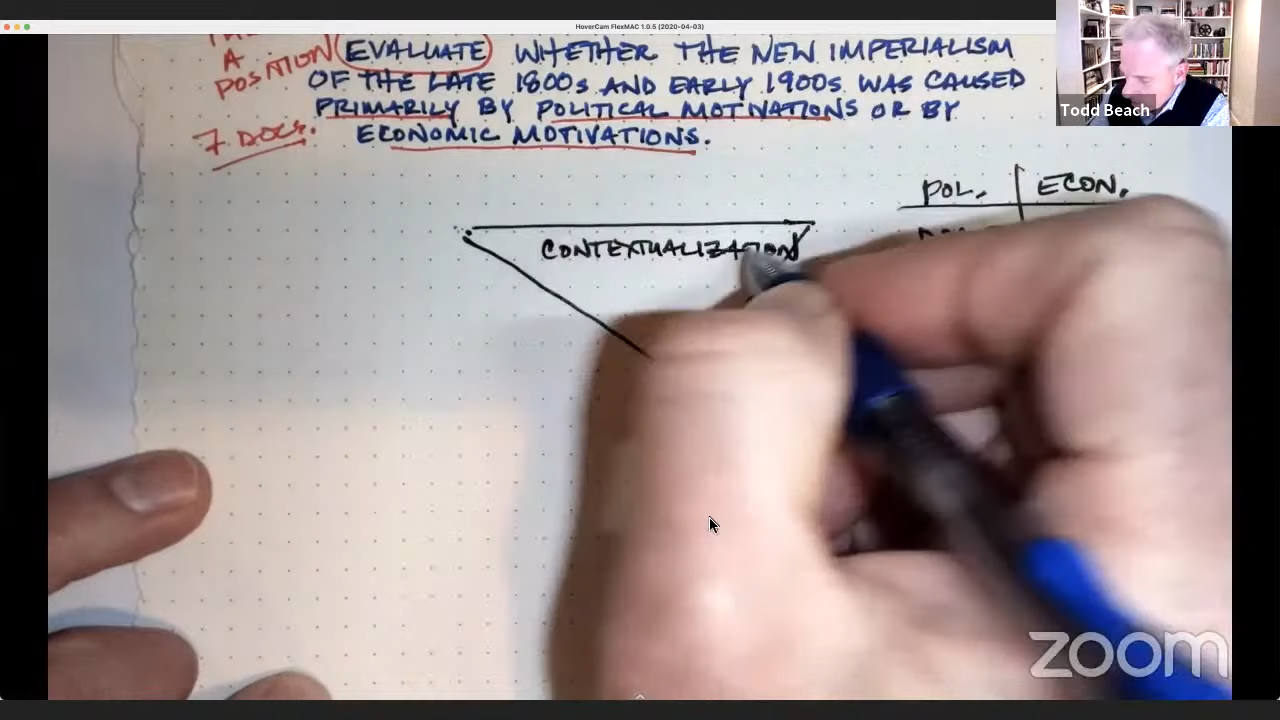 HoverCam FlexMAC 1.0.5 (2020-04-03)
A
POSITION
EVALUATE WHETHER THE NEW IMPERIALISM
OF THE LATE 1800s AND EARLY 1900s WAS CAUSED
PRIMARILY BY POLITICAL MOTIVATIONS OR BY
ECONOMIC MOTIVATIONS.
7 DOCS.
Todd Beach
POL. ECON.
CONTEXTUALIZATION
zoom